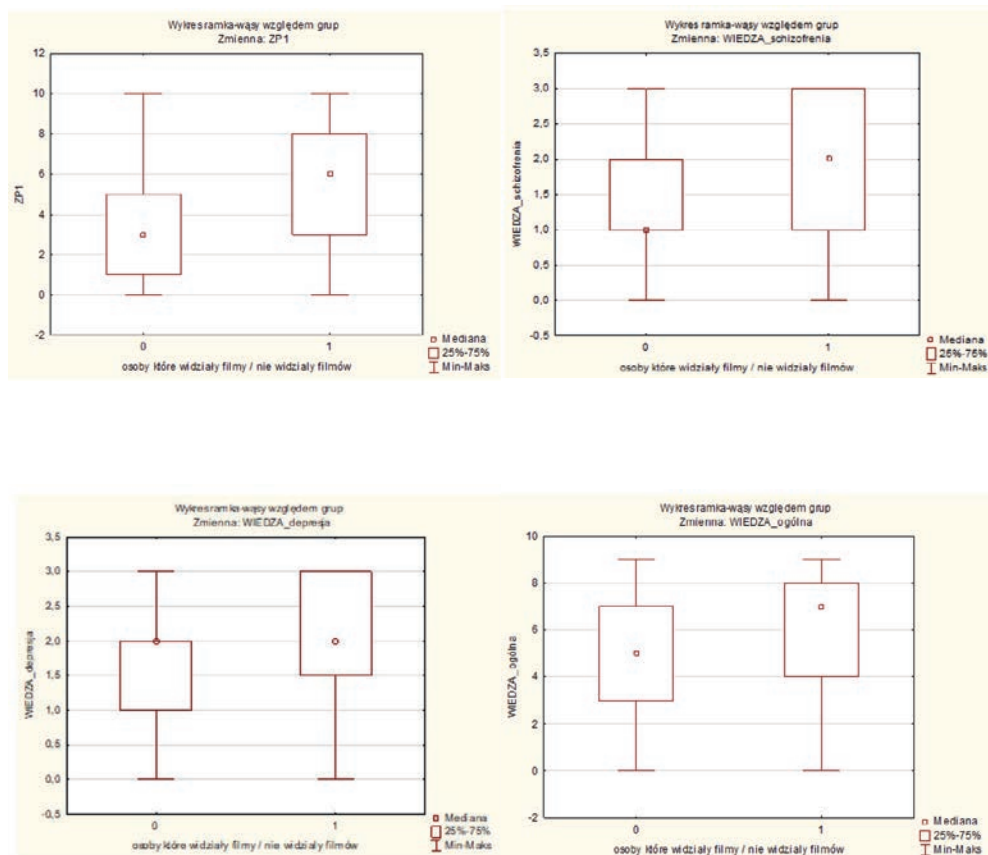 Wykres ramka-wąsy względem grup
Zmienna: ZP1
12
10
8
6
4
2
0
-2
ZP1
0 1
osoby które widziały filmy / nie widziały filmów
Mediana
25%-75%
Min-Maks
Wykres ramka-wąsy względem grup
Zmienna: WIEDZA_schizofrenia
3,5
3,0
2,5
2,0
1,5
1,0
0,5
0,0
-0,5
WIEDZA_schizofrenia
0 1
osoby które widziały filmy / nie widziały filmów
Mediana
25%-75%
Min-Maks
Wykres ramka-wąsy względem grup
Zmienna: WIEDZA_depresja
3,5
3,0
2,5
2,0
1,5
1,0
0,5
0,0
-0,5
WIEDZA_depresja
0 1
osoby które widziały filmy / nie widziały filmów
Mediana
25%-75%
Min-Maks
Wykres ramka-wąsy względem grup
Zmienna: WIEDZA_ogólna
10
8
6
4
2
0
-2
WIEDZA_ogólna
0 1
osoby które widziały filmy / nie widziały filmów
Mediana
25%-75%
Min-Maks